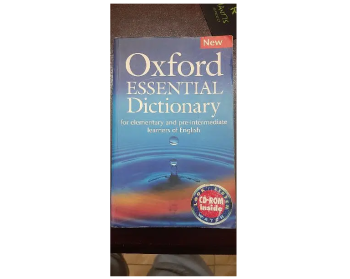 New
Oxford
ESSENTIAL
Dictionary
for elementary and pre-intermediate
learners of English
CD-ROM
inside